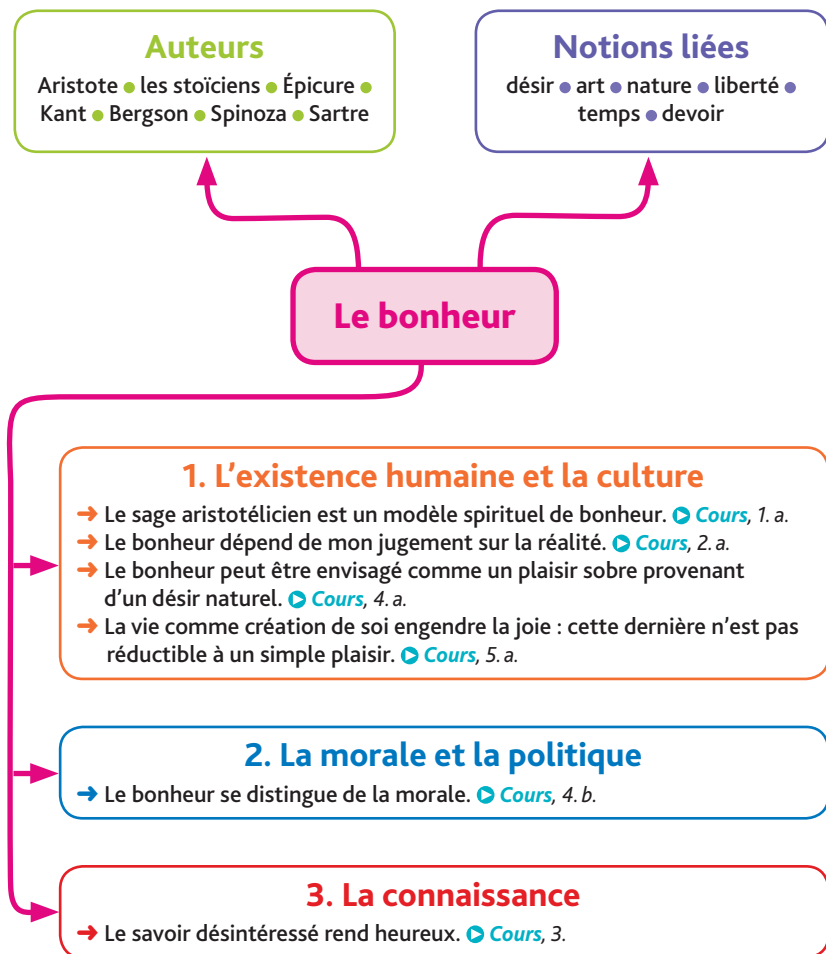 Auteurs
Aristote ● les stoïciens ● Épicure ●
Kant ● Bergson ● Spinoza ● Sartre
Notions liées
désir ● art ● nature ● liberté ●
temps ● devoir
Le bonheur
1. L'existence humaine et la culture
➜ Le sage aristotélicien est un modèle spirituel de bonheur. Cours, 1. a.
➜ Le bonheur dépend de mon jugement sur la réalité. Cours, 2. a.
➜ Le bonheur peut être envisagé comme un plaisir sobre provenant
d'un désir naturel. Cours, 4. a.
➜ La vie comme création de soi engendre la joie : cette dernière n'est pas
réductible à un simple plaisir. Cours, 5. a.
2. La morale et la politique
➜ Le bonheur se distingue de la morale. Cours, 4. b.
3. La connaissance
➜ Le savoir désintéressé rend heureux. Cours, 3.